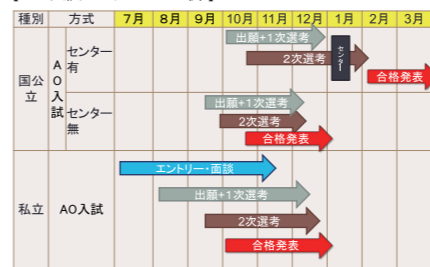 種別 方式 7月 8月 9月 10月 11月 12月 1月 2月 3月
国公立 AO入試 センター有
出願+1次選考
2次選考
センター
合格発表
センター無
出願+1次選考
2次選考
合格発表
私立 AO入試
エントリー・面談
出願+1次選考
2次選考
合格発表